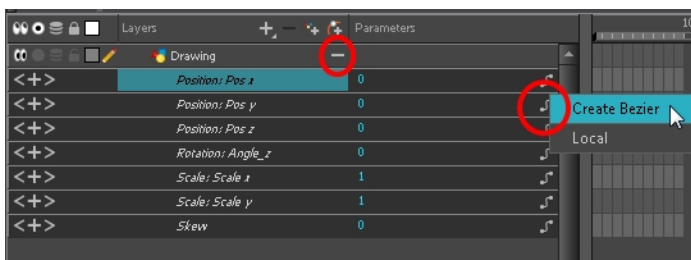 Layers Parameters 10
Drawing
<+> Position: Pos x 0
<+> Position: Pos y 0
Create Bezier
<+> Position: Pos z 0
Local
<+> Rotation: Angle_z 0
<+> Scale: Scale x 1
<+> Scale: Scale y 1
<+> Skew 0